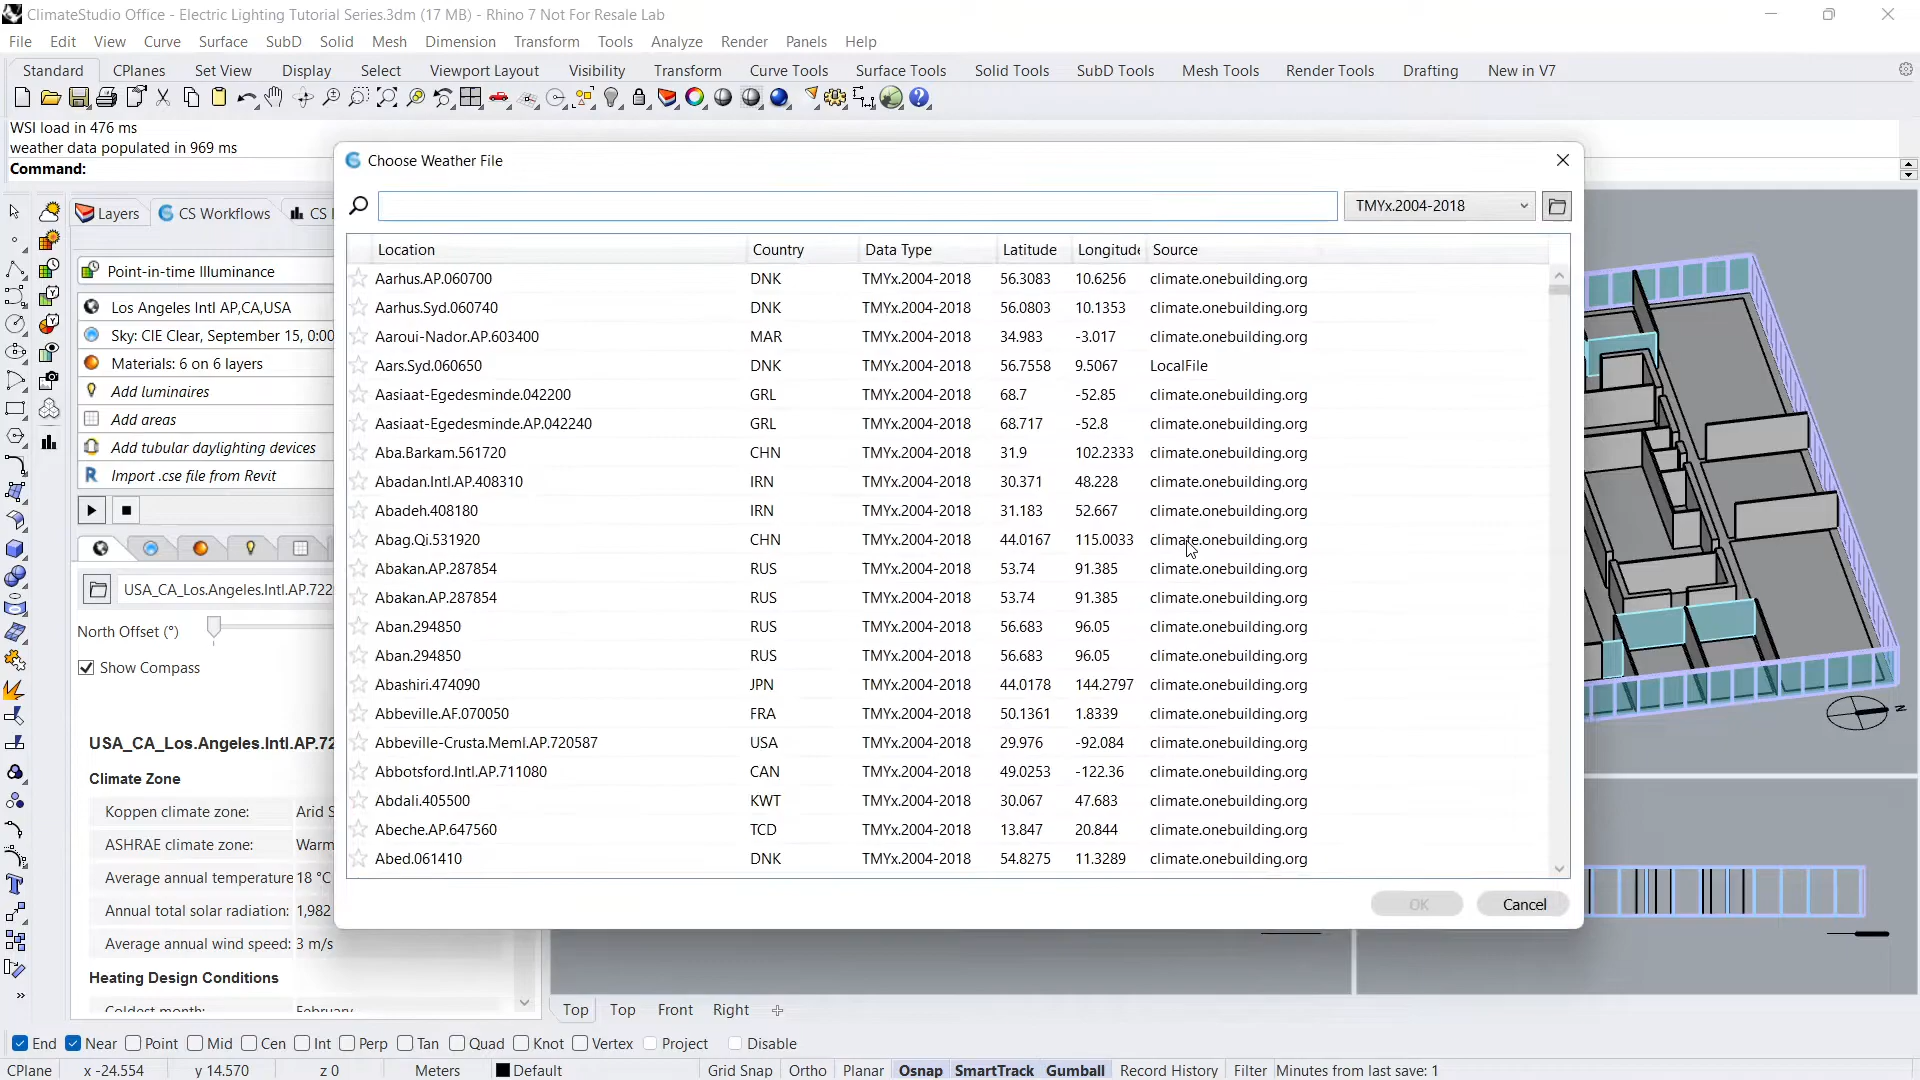 ClimateStudio Office - Electric Lighting Tutorial Series.3dm (17 MB) - Rhino 7 Not For Resale Lab
File Edit View Curve Surface SubD Solid Mesh Dimension Transform Tools Analyze Render Panels Help
Standard CPlanes Set View Display Select Viewport Layout Visibility Transform Curve Tools Surface Tools Solid Tools SubD Tools Mesh Tools Render Tools Drafting New in V7
WSI load in 476 ms
weather data populated in 969 ms
Command:
Layers CS Workflows CS
Point-in-time Illuminance
Los Angeles Intl AP,CA,USA
Sky: CIE Clear, September 15, 0:00
Materials: 6 on 6 layers
Add luminaires
Add areas
Add tubular daylighting devices
R Import .cse file from Revit
USA_CA_Los.Angeles.Intl.AP.722
North Offset (°)
Show Compass
USA_CA_Los.Angeles.Intl.AP.72
Climate Zone
Koppen climate zone: Arid S
ASHRAE climate zone: Warm
Average annual temperature 18 °C
Annual total solar radiation: 1,982
Average annual wind speed: 3 m/s
Heating Design Conditions
Coldest month: February
Choose Weather File
TMYx.2004-2018
Location Country Data Type Latitude Longitude Source
Aarhus.AP.060700 DNK TMYx.2004-2018 56.3083 10.6256 climate.onebuilding.org
Aarhus.Syd.060740 DNK TMYx.2004-2018 56.0803 10.1353 climate.onebuilding.org
Aaroui-Nador.AP.603400 MAR TMYx.2004-2018 34.983 -3.017 climate.onebuilding.org
Aars.Syd.060650 DNK TMYx.2004-2018 56.7558 9.5067 LocalFile
Aasiaat-Egedesminde.042200 GRL TMYx.2004-2018 68.7 -52.85 climate.onebuilding.org
Aasiaat-Egedesminde.AP.042240 GRL TMYx.2004-2018 68.717 -52.8 climate.onebuilding.org
Aba.Barkam.561720 CHN TMYx.2004-2018 31.9 102.2333 climate.onebuilding.org
Abadan.Intl.AP.408310 IRN TMYx.2004-2018 30.371 48.228 climate.onebuilding.org
Abadeh.408180 IRN TMYx.2004-2018 31.183 52.667 climate.onebuilding.org
Abag.Qi.531920 CHN TMYx.2004-2018 44.0167 115.0033 climate.onebuilding.org
Abakan.AP.287854 RUS TMYx.2004-2018 53.74 91.385 climate.onebuilding.org
Abakan.AP.287854 RUS TMYx.2004-2018 53.74 91.385 climate.onebuilding.org
Aban.294850 RUS TMYx.2004-2018 56.683 96.05 climate.onebuilding.org
Aban.294850 RUS TMYx.2004-2018 56.683 96.05 climate.onebuilding.org
Abashiri.474090 JPN TMYx.2004-2018 44.0178 144.2797 climate.onebuilding.org
Abbeville.AF.070050 FRA TMYx.2004-2018 50.1361 1.8339 climate.onebuilding.org
Abbeville-Crusta.Meml.AP.720587 USA TMYx.2004-2018 29.976 -92.084 climate.onebuilding.org
Abbotsford.Intl.AP.711080 CAN TMYx.2004-2018 49.0253 -122.36 climate.onebuilding.org
Abdali.405500 KWT TMYx.2004-2018 30.067 47.683 climate.onebuilding.org
Abeche.AP.647560 TCD TMYx.2004-2018 13.847 20.844 climate.onebuilding.org
Abed.061410 DNK TMYx.2004-2018 54.8275 11.3289 climate.onebuilding.org
OK Cancel
N
Top Top Front Right
End Near Point Mid Cen Int Perp Tan Quad Knot Vertex Project Disable
CPlane x -24.554 y 14.570 z 0 Meters Default Grid Snap Ortho Planar Osnap SmartTrack Gumball Record History Filter Minutes from last save: 1